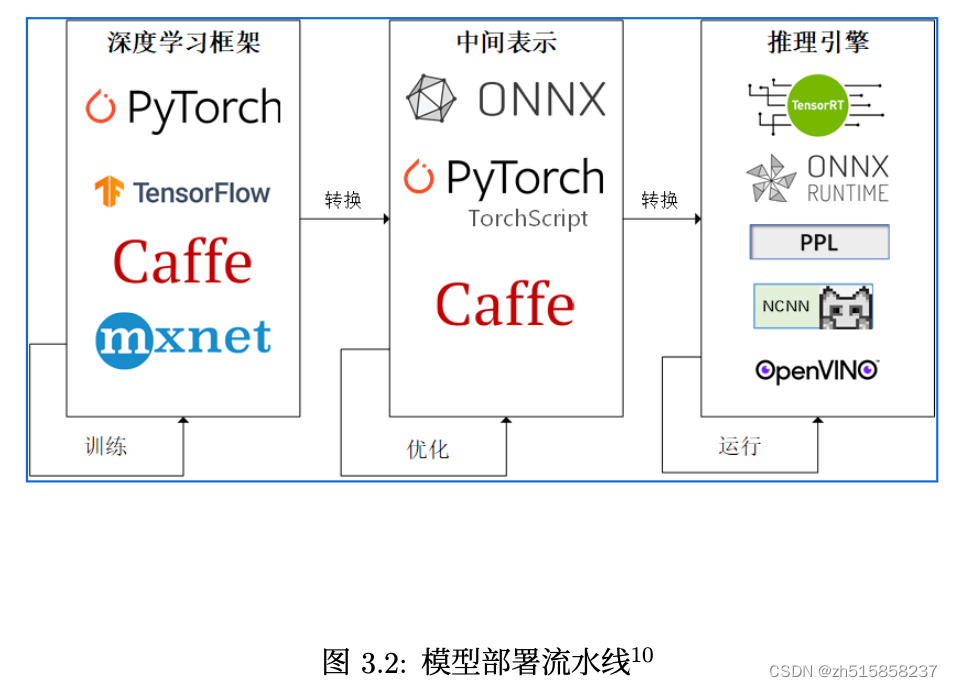 深度学习框架
PyTorch
TensorFlow
Caffe
mxnet
训练
转换
中间表示
ONNX
PyTorch
TorchScript
Caffe
优化
转换
推理引擎
TensorRT
ONNX
RUNTIME
PPL
NCNN
OpenVINO
运行
图 3.2: 模型部署流水线10
CSDN @zh515858237